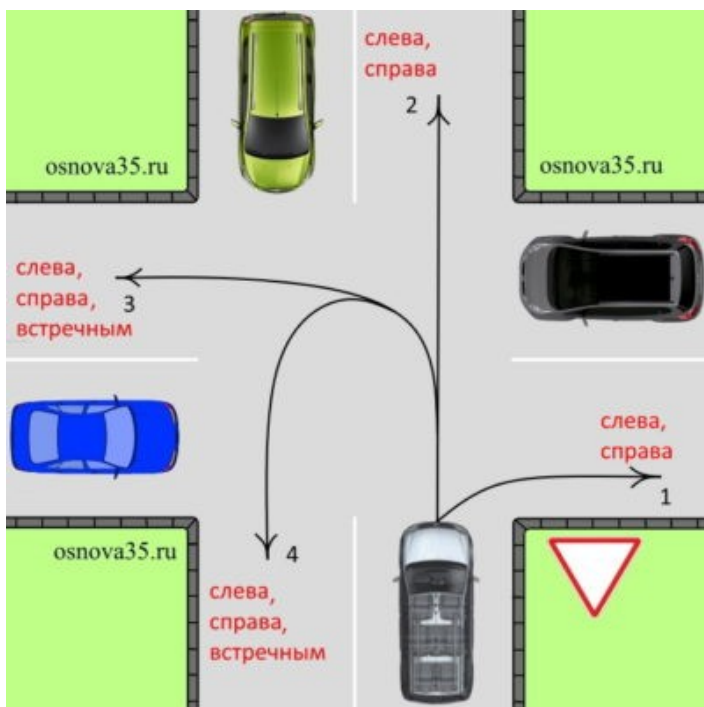 слева,
справа
2
osnova35.ru
osnova35.ru
слева,
справа,
встречным
3
слева,
справа
1
osnova35.ru
4
слева,
справа,
встречным